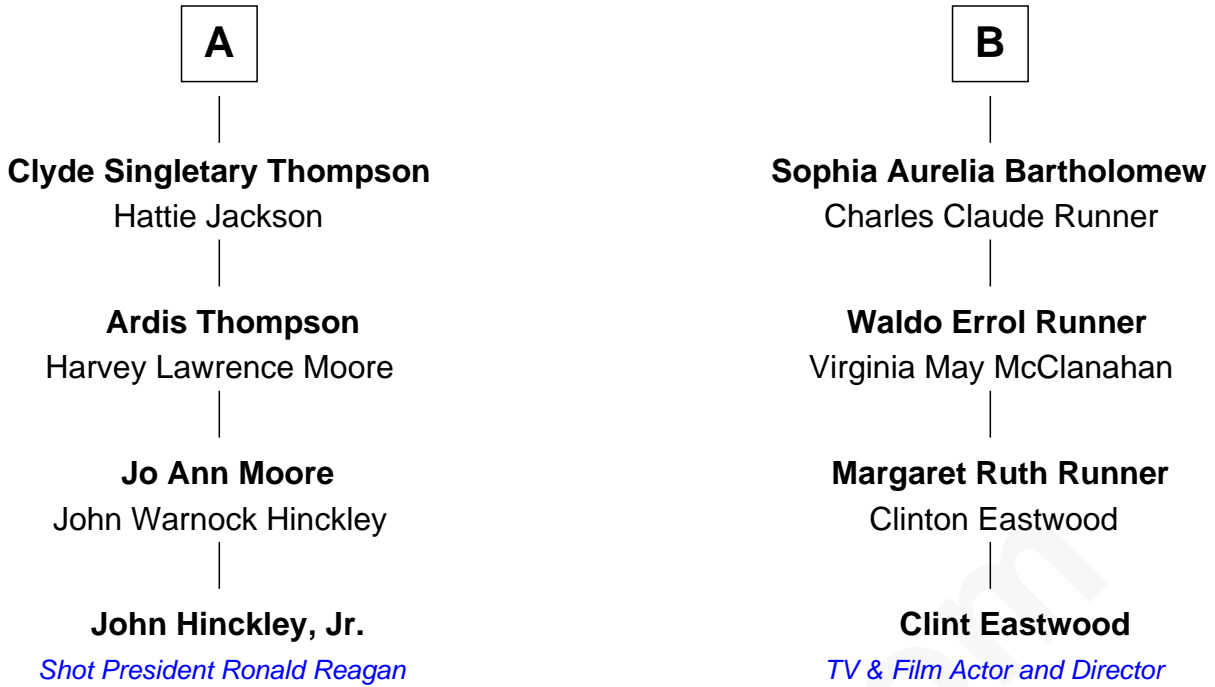 A
Clyde Singletary Thompson
Hattie Jackson
Ardis Thompson
Harvey Lawrence Moore
Jo Ann Moore
John Warnock Hinckley
John Hinckley, Jr.
Shot President Ronald Reagan
B
Sophia Aurelia Bartholomew
Charles Claude Runner
Waldo Errol Runner
Virginia May McClanahan
Margaret Ruth Runner
Clinton Eastwood
Clint Eastwood
TV & Film Actor and Director